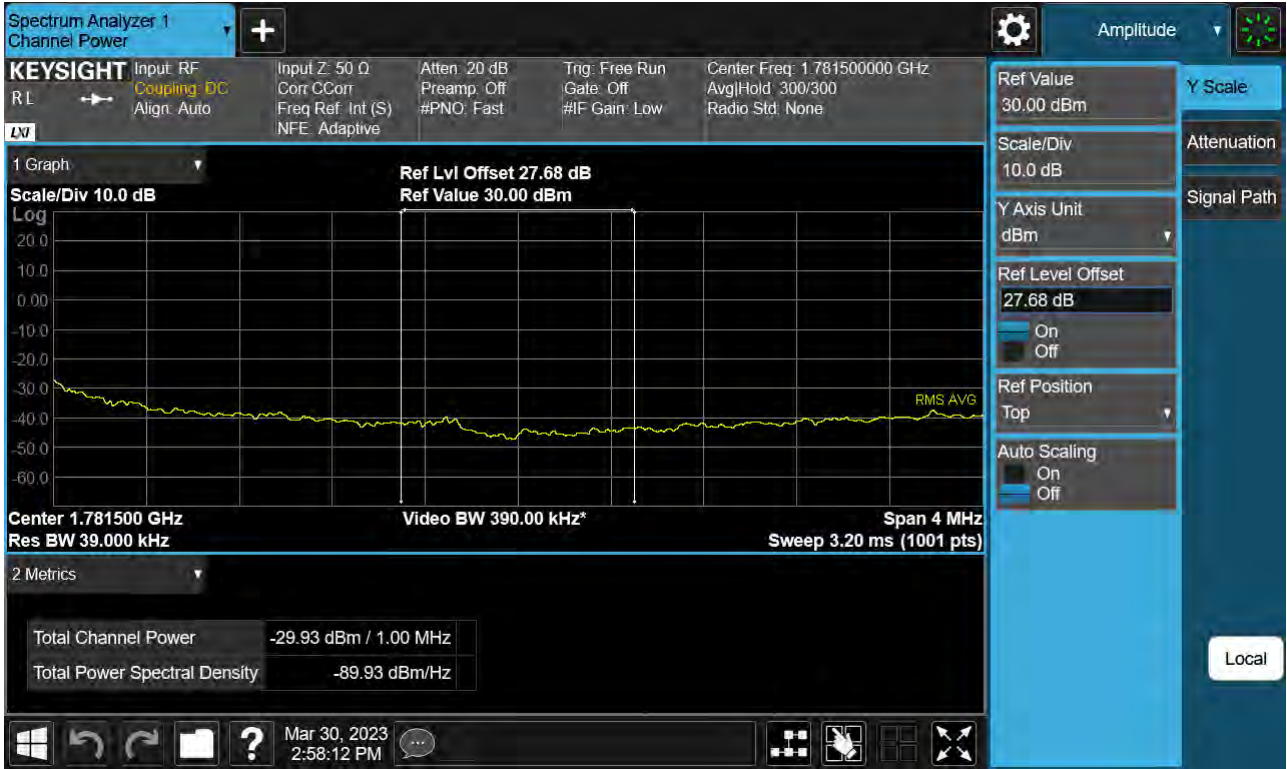 Spectrum Analyzer 1
Channel Power
+
Amplitude
KEYSIGHT
RL
LXI
Input: RF
Coupling: DC
Align: Auto
Input Z: 50 Ω
Corr CCorr
Freq Ref: Int (S)
NFE: Adaptive
Atten: 20 dB
Preamp: Off
#PNO: Fast
Trig: Free Run
Gate: Off
#IF Gain: Low
Center Freq: 1.781500000 GHz
Avg|Hold: 300/300
Radio Std: None
1 Graph
Scale/Div 10.0 dB
Ref Lvl Offset 27.68 dB
Ref Value 30.00 dBm
Log
20.0
10.0
0.00
-10.0
-20.0
-30.0
-40.0
-50.0
-60.0
RMS AVG
Center 1.781500 GHz
Res BW 39.000 kHz
Video BW 390.00 kHz*
Span 4 MHz
Sweep 3.20 ms (1001 pts)
2 Metrics
Total Channel Power -29.93 dBm / 1.00 MHz
Total Power Spectral Density -89.93 dBm/Hz
Ref Value
30.00 dBm
Scale/Div
10.0 dB
Y Axis Unit
dBm
Ref Level Offset
27.68 dB
On
Off
Ref Position
Top
Auto Scaling
On
Off
Y Scale
Attenuation
Signal Path
Local
?
Mar 30, 2023
2:58:12 PM